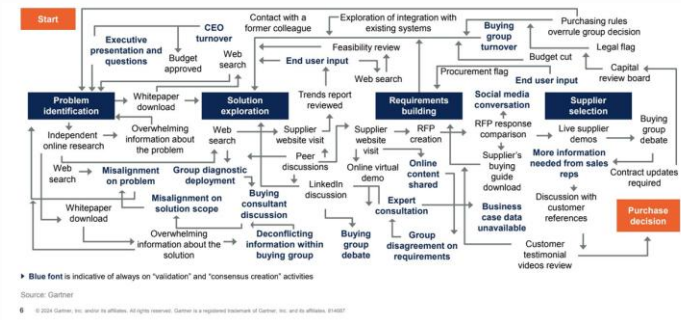 Start
Executive
presentation and
questions
CEO
turnover
Budget
approved
Web
search
Contact with a
former colleague
Exploration of integration with
existing systems
Feasibility review
End user input
Web search
Buying
group
turnover
Purchasing rules
overrule group decision
Legal flag
Budget cut
Capital
review board
Procurement flag
End user input
Problem
identification
Whitepaper
download
Solution
exploration
Trends report
reviewed
Requirements
building
Social media
conversation
Supplier
selection
Independent
online research
Overwhelming
information about
the problem
Web
search
Supplier
website visit
Supplier
website
visit
RFP
creation
RFP response
comparison
Live supplier
demos
Buying
group
debate
Web
search
Misalignment
on problem
Group diagnostic
deployment
Peer
discussions
Online virtual
demo
Online
content
shared
Supplier's
buying
guide
download
More information
needed from sales
reps
Contract updates
required
Whitepaper
download
Misalignment on
solution scope
Buying
consultant
discussion
LinkedIn
discussion
Expert
consultation
Business
case data
unavailable
Discussion with
customer
references
Purchase
decision
Overwhelming
information about the
solution
Deconflicting
information within
buying group
Buying
group
debate
Group
disagreement on
requirements
Customer
testimonial
videos review
Blue font is indicative of always on "validation" and "consensus creation" activities
Source: Gartner
6 © 2024 Gartner, Inc. and/or its affiliates. All rights reserved. Gartner is a registered trademark of Gartner, Inc. and its affiliates.